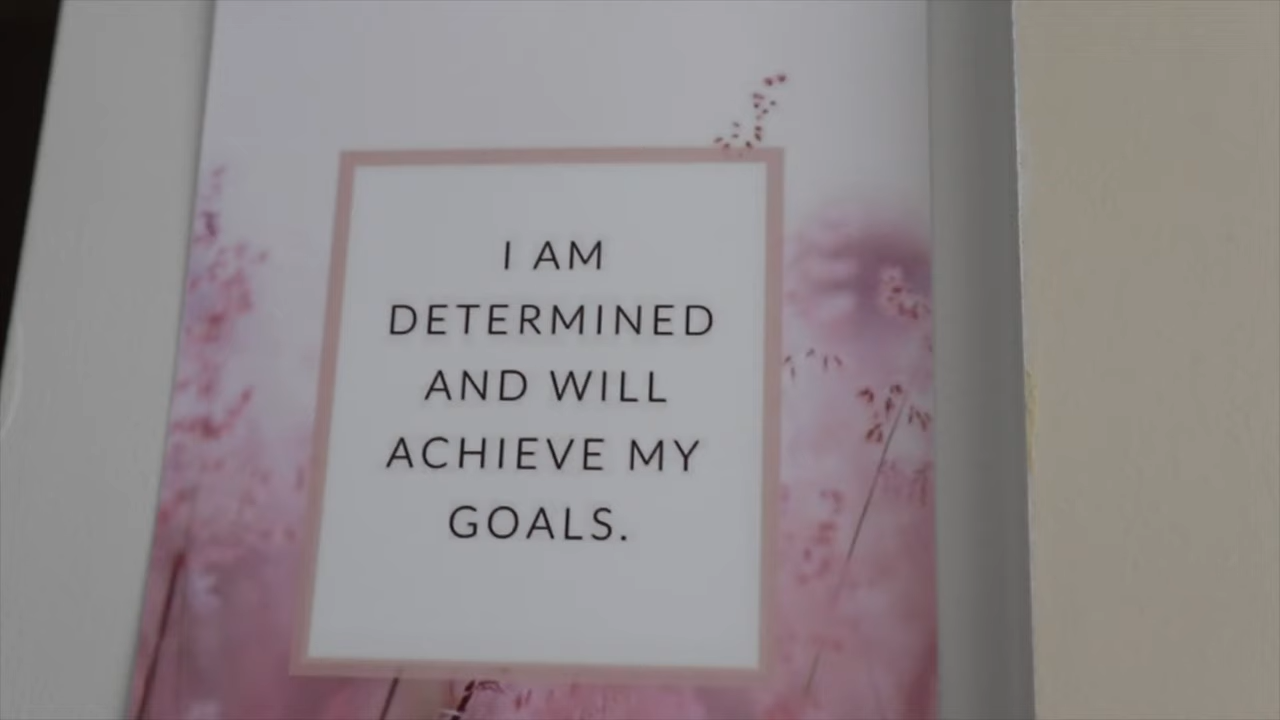 I AM
DETERMINED
AND WILL
ACHIEVE MY
GOALS.